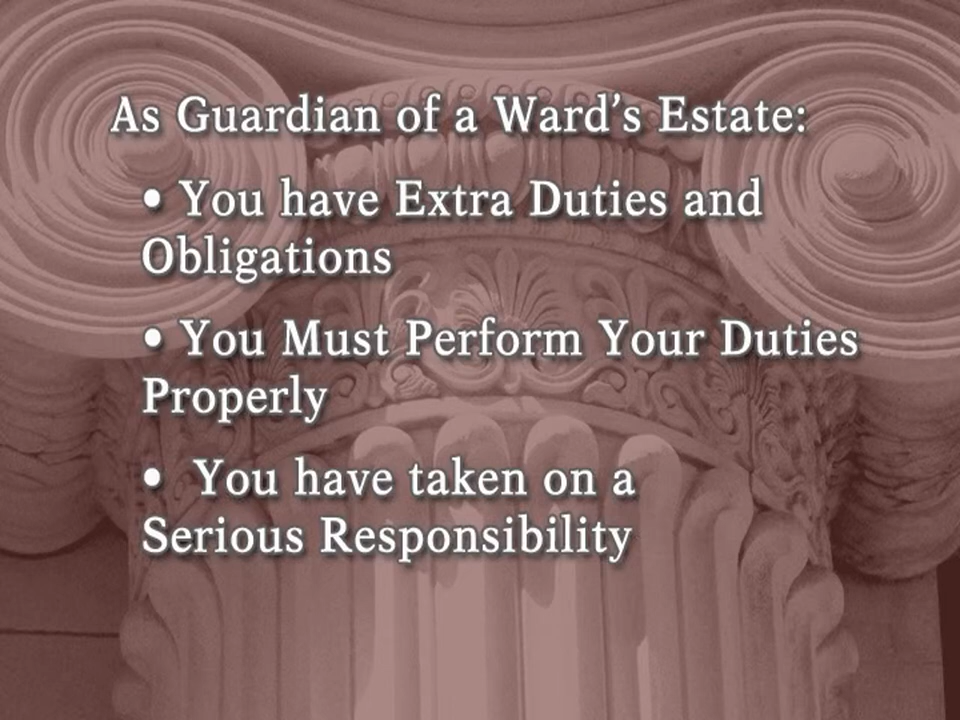 As Guardian of a Ward's Estate:
• You have Extra Duties and
Obligations
• You Must Perform Your Duties
Properly
• You have taken on a
Serious Responsibility